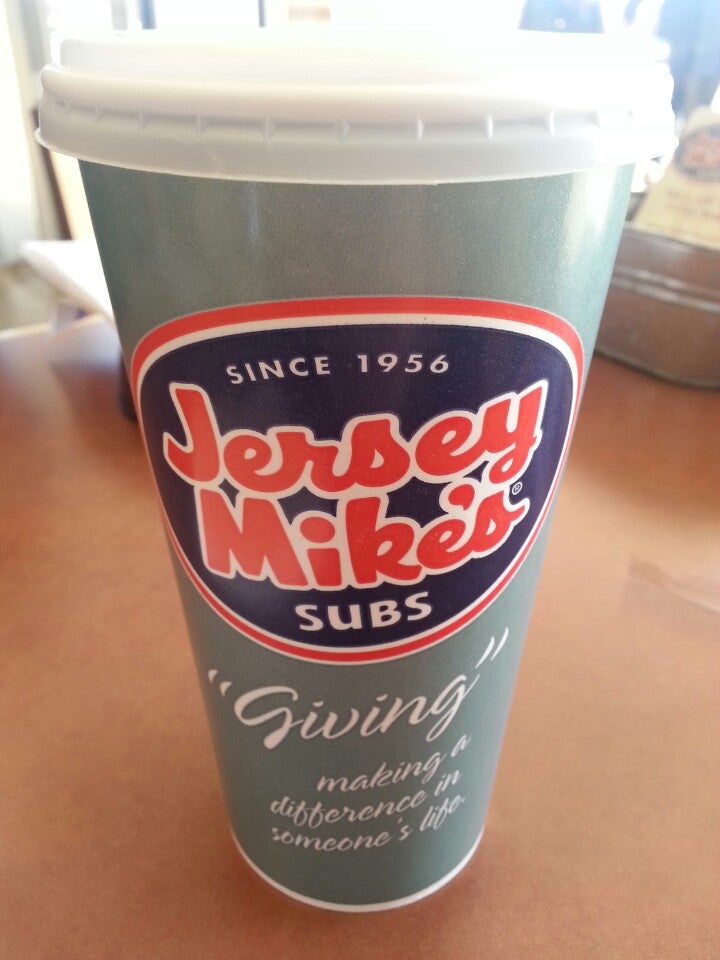 SINCE 1956
Jersey
Mike's®
SUBS
"Giving"
making a
difference in
someone's life.